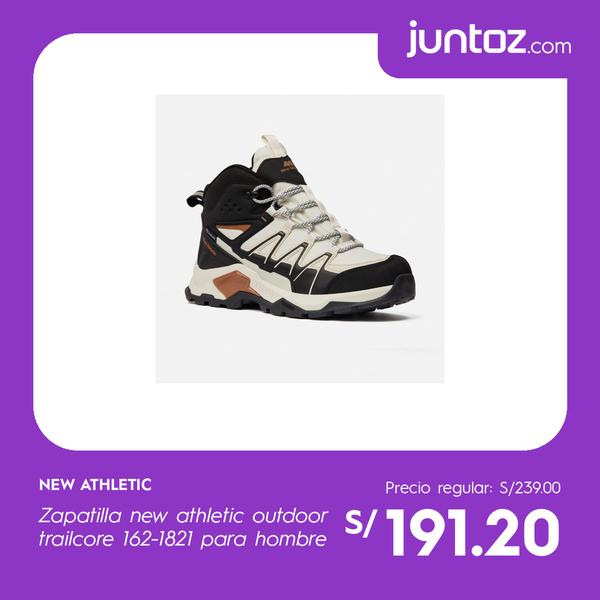 juntoz.com
NEW ATHLETIC
Zapatilla new athletic outdoor
trailcore 162-1821 para hombre
Precio regular: S/239.00
S/191.20